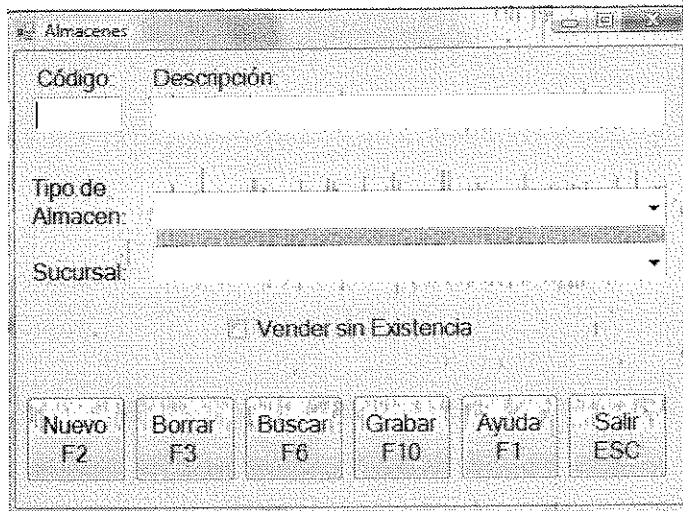 Almacenes
Código: Descripción:
Tipo de
Almacen:
Sucursal:
Vender sin Existencia
Nuevo Borrar Buscar Grabar Ayuda Salir
F2 F3 F6 F10 F1 ESC